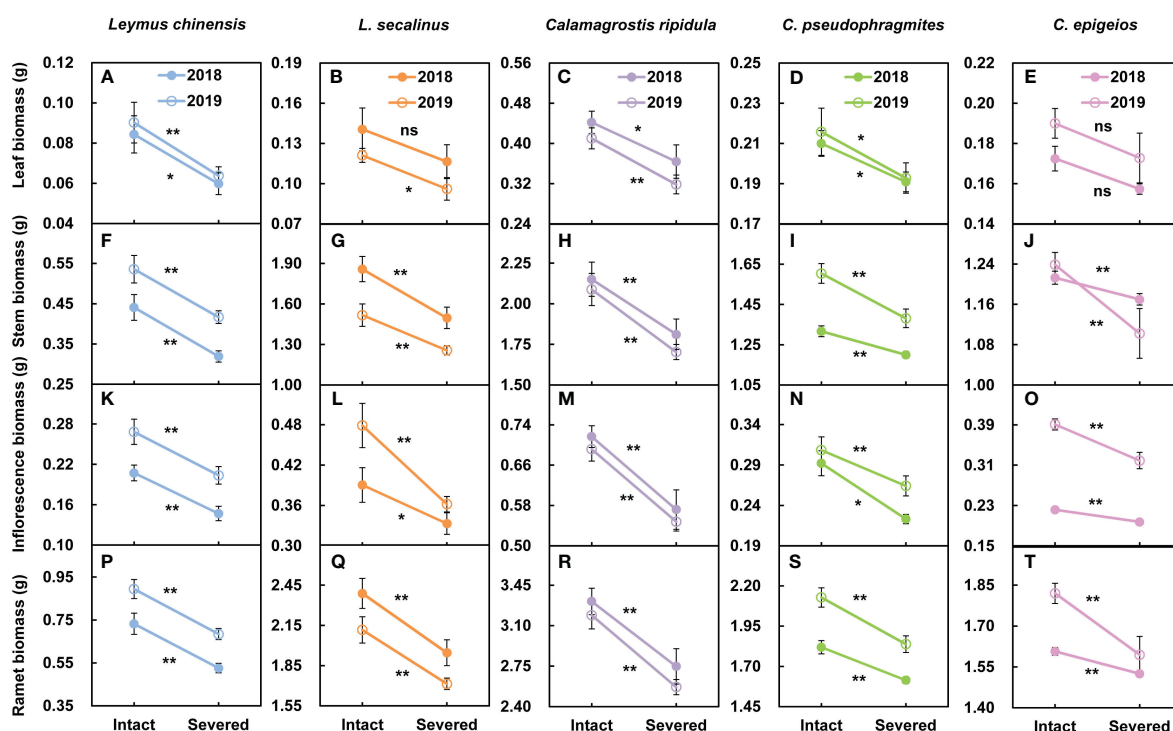 Leymus chinensis L. secalinus Calamagrostis ripidula C. pseudophragmites C. epigeios
Leaf biomass (g)
0.12 0.10 0.08 0.06 0.04
A 2018 2019 ** *
0.19 0.16 0.13 0.10 0.07
B 2018 2019 ns *
0.56 0.48 0.40 0.32 0.24
C 2018 2019 * **
0.25 0.23 0.21 0.19 0.17
D 2018 2019 * *
0.22 0.20 0.18 0.16 0.14
E 2018 2019 ns ns
Stem biomass (g)
0.55 0.45 0.35 0.25
F ** **
1.90 1.60 1.30 1.00
G ** **
2.25 2.00 1.75 1.50
H ** **
1.65 1.45 1.25 1.05
I ** **
1.24 1.16 1.08 1.00
J ** **
Inflorescence biomass (g)
0.28 0.22 0.16 0.10
K ** **
0.48 0.42 0.36 0.30
L ** *
0.74 0.66 0.58 0.50
M ** **
0.34 0.29 0.24 0.19
N ** *
0.39 0.31 0.23 0.15
O ** **
Ramet biomass (g)
0.95 0.75 0.55 0.35
P ** **
2.45 2.15 1.85 1.55
Q ** **
3.45 3.10 2.75 2.40
R ** **
2.20 1.95 1.70 1.45
S ** **
1.85 1.70 1.55 1.40
T ** **
Intact Severed Intact Severed Intact Severed Intact Severed Intact Severed